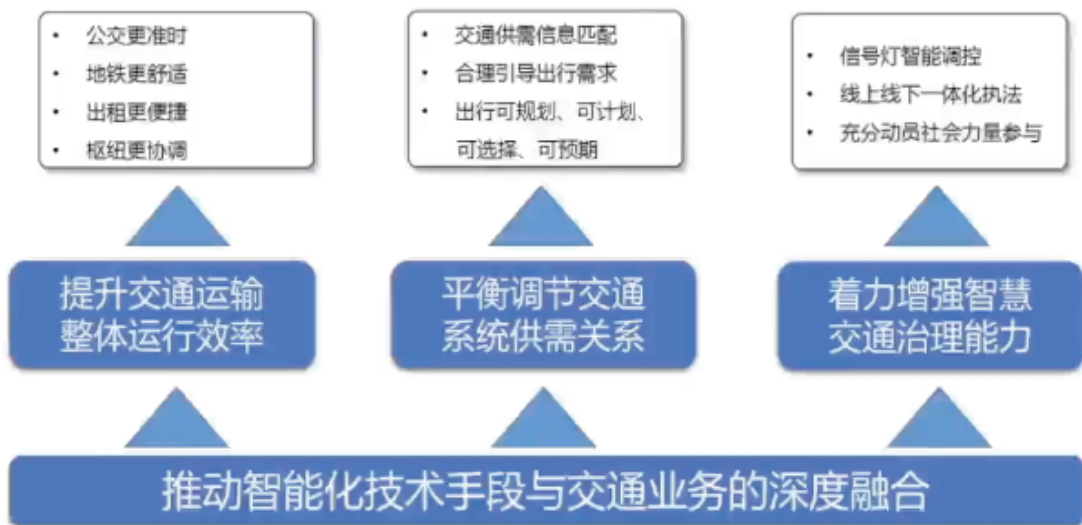 • 公交更准时
• 地铁更舒适
• 出租更便捷
• 枢纽更协调
• 交通供需信息匹配
• 合理引导出行需求
• 出行可规划、可计划、
可选择、可预期
• 信号灯智能调控
• 线上线下一体化执法
• 充分动员社会力量参与
提升交通运输
整体运行效率
平衡调节交通
系统供需关系
着力增强智慧
交通治理能力
推动智能化技术手段与交通业务的深度融合